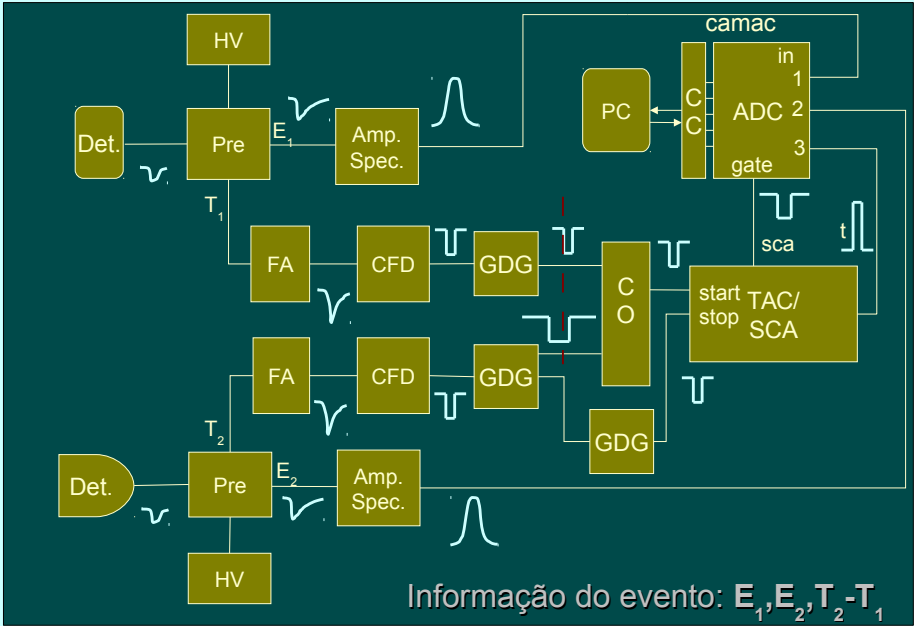 camac
HV
in
1
PC
C
C
ADC
2
3
gate
Det.
Pre
E₁
Amp.
Spec.
T₁
sca
t
FA
CFD
GDG
C
O
start
stop
TAC/
SCA
FA
CFD
GDG
GDG
T₂
Det.
Pre
E₂
Amp.
Spec.
HV
Informação do evento: E₁,E₂,T₂-T₁